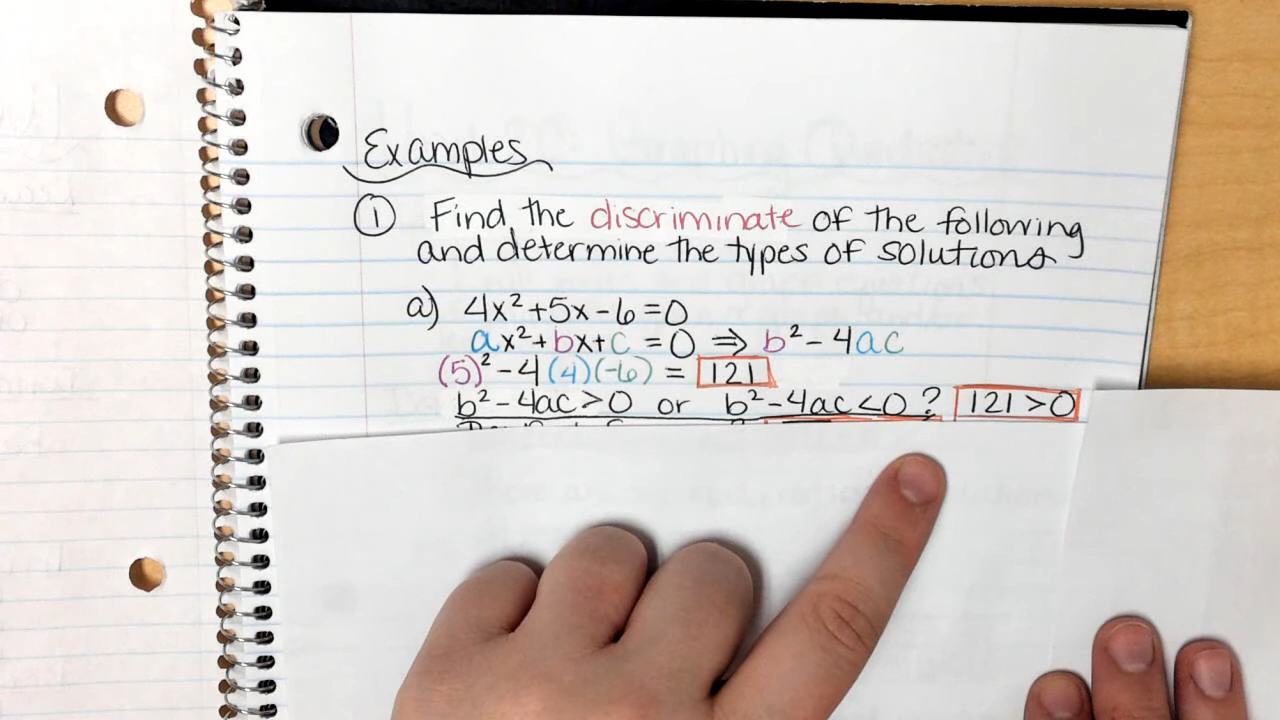 Examples
① Find the discriminate of the following
and determine the types of solutions
a) 4x²+5x-6=0
ax²+bx+c=0 ⇒ b²-4ac
(5)²-4(4)(-6) = 121
b²-4ac>0 or b²-4ac<0? 121>0